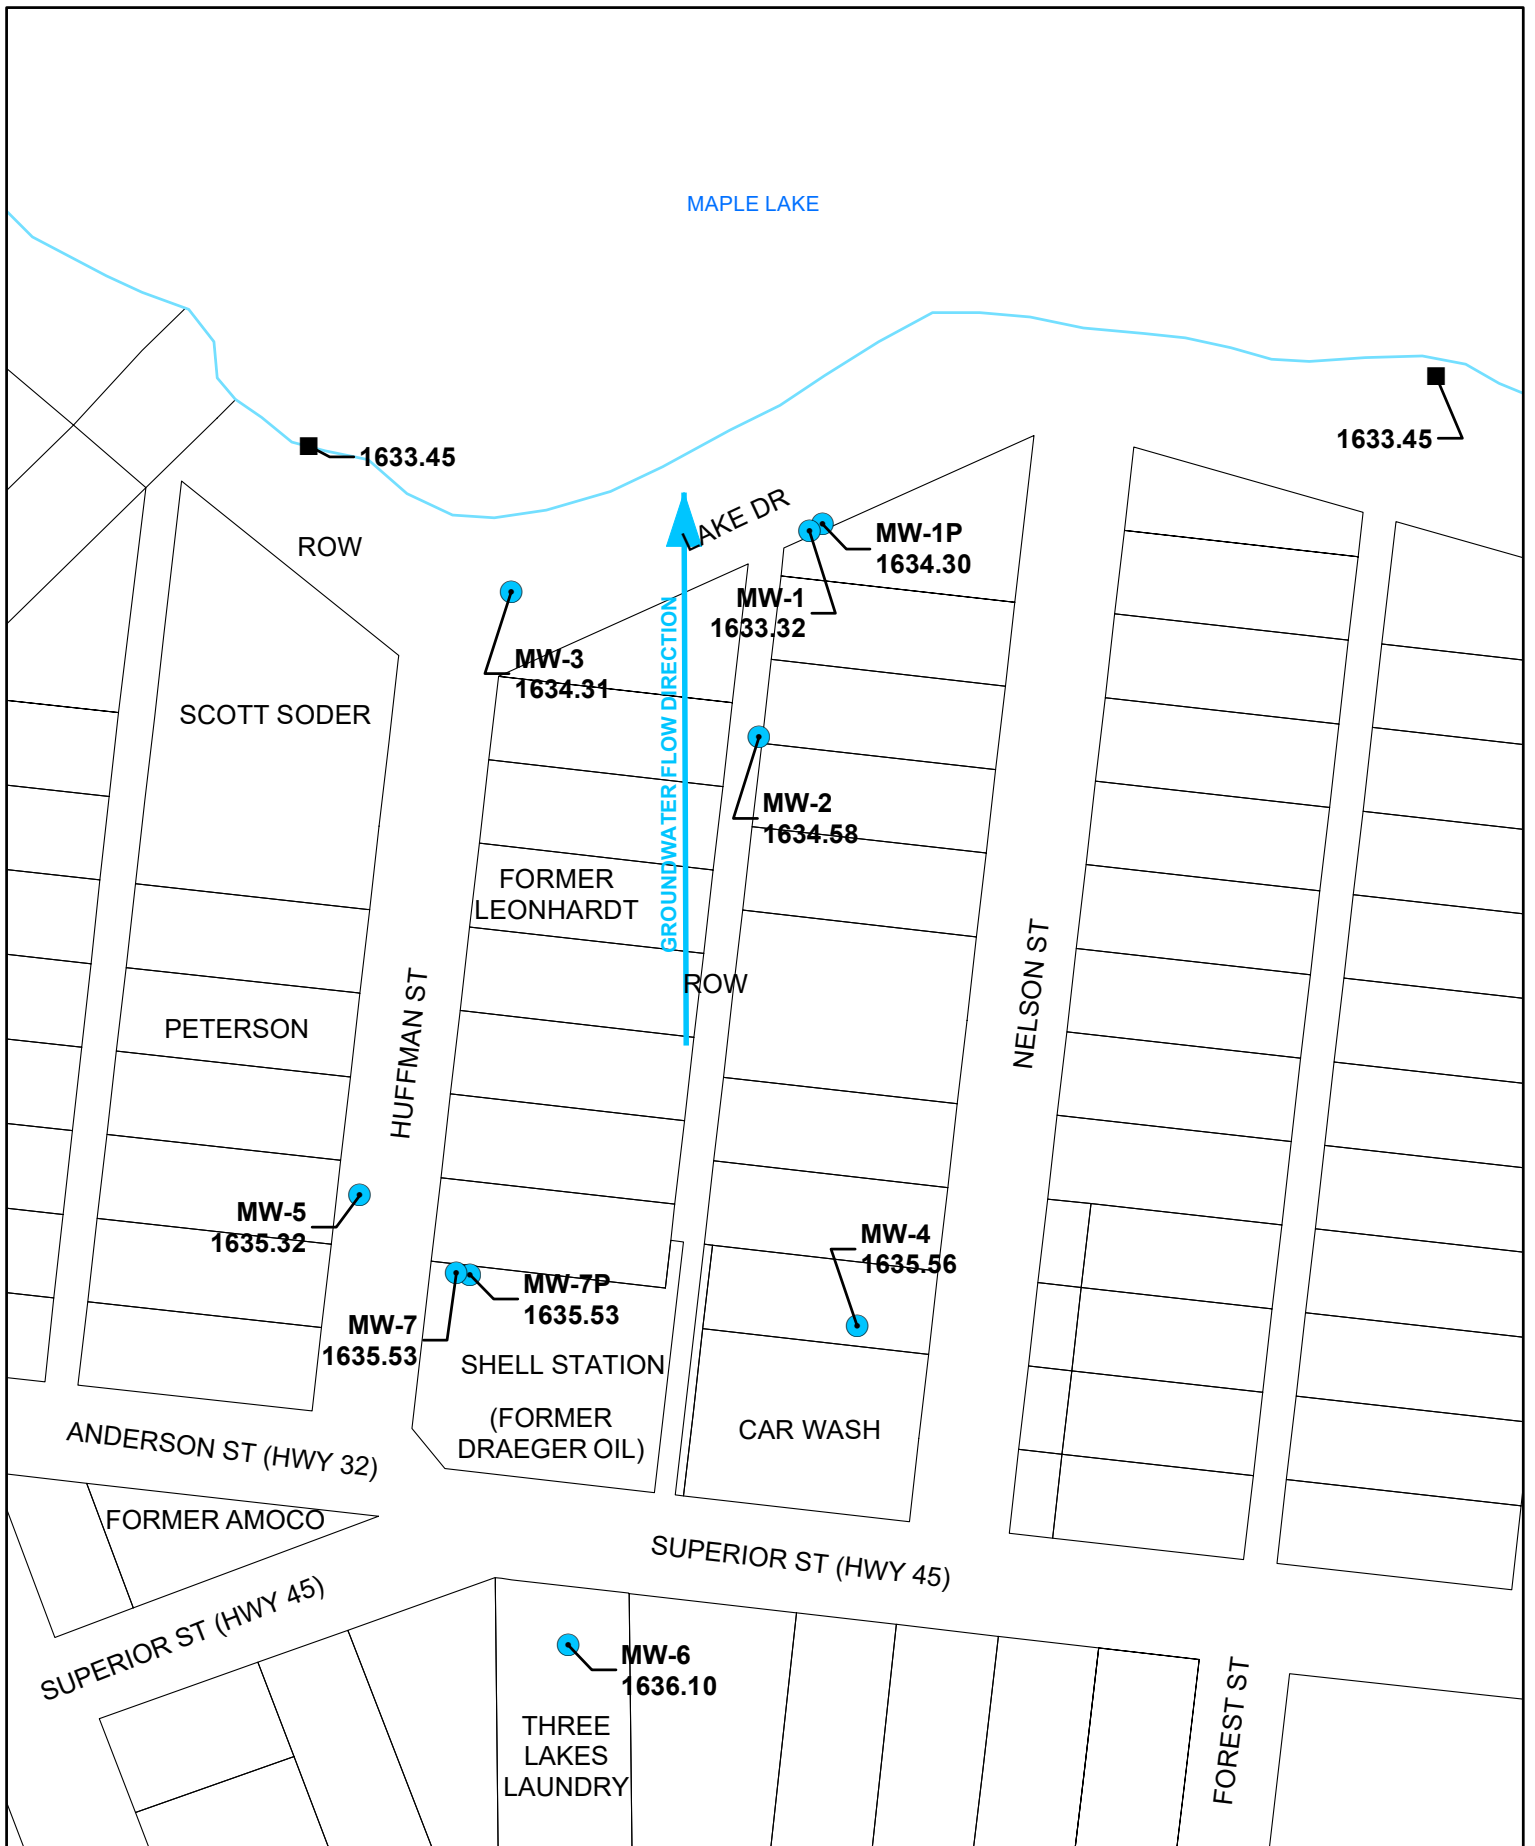 MAPLE LAKE
1633.45
1633.45
LAKE DR
ROW
MW-1P
1634.30
MW-1
1633.32
MW-3
1634.31
GROUNDWATER FLOW DIRECTION
SCOTT SODER
MW-2
1634.58
FORMER
LEONHARDT
ROW
NELSON ST
HUFFMAN ST
PETERSON
MW-5
1635.32
MW-4
1635.56
MW-7P
1635.53
MW-7
1635.53
SHELL STATION
(FORMER
DRAEGER OIL)
CAR WASH
ANDERSON ST (HWY 32)
FORMER AMOCO
SUPERIOR ST (HWY 45)
SUPERIOR ST (HWY 45)
MW-6
1636.10
THREE
LAKES
LAUNDRY
FOREST ST